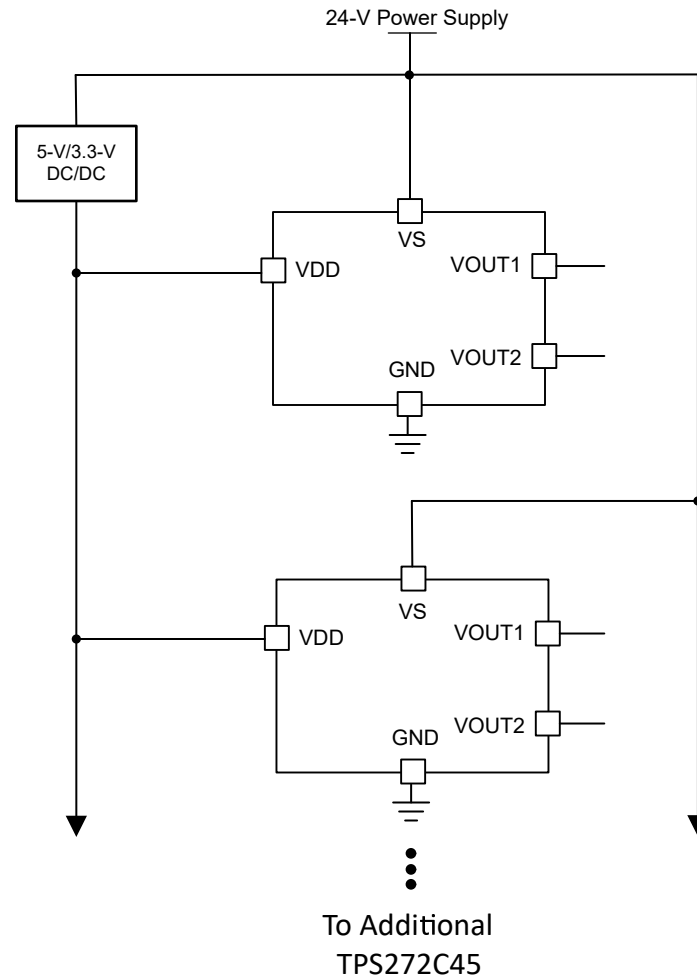 24-V Power Supply
5-V/3.3-V
DC/DC
VS
VDD
VOUT1
VOUT2
GND
VS
VDD
VOUT1
VOUT2
GND
To Additional
TPS272C45